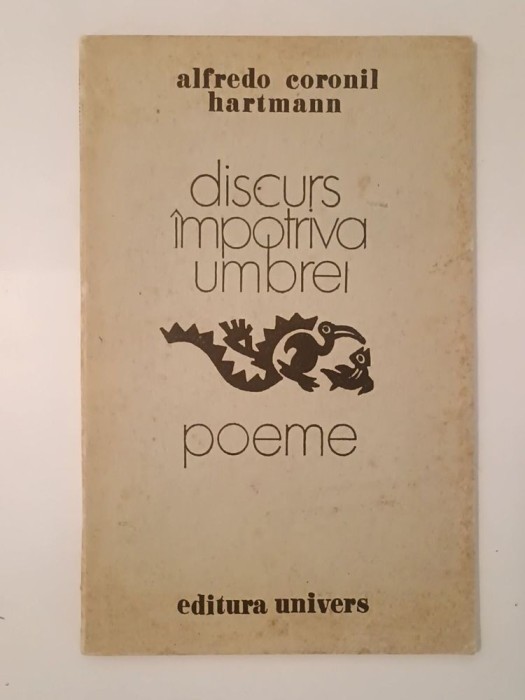 alfredo coronil
hartmann
discurs
împotriva
umbrei
poeme
editura univers